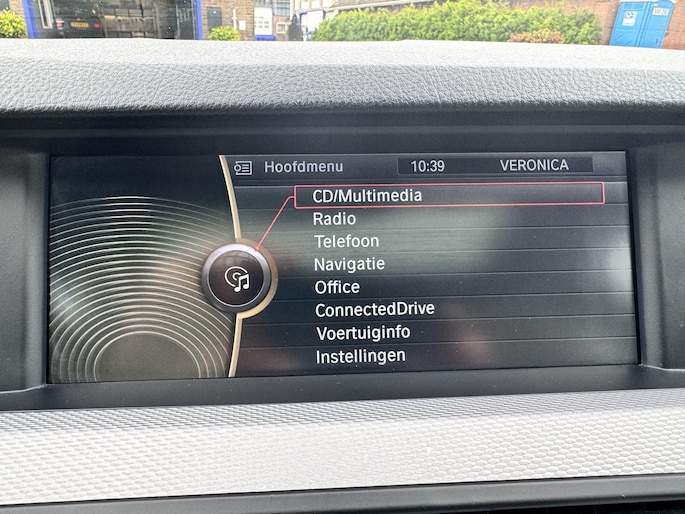 Hoofdmenu 10:39 VERONICA
CD/Multimedia
Radio
Telefoon
Navigatie
Office
ConnectedDrive
Voertuiginfo
Instellingen